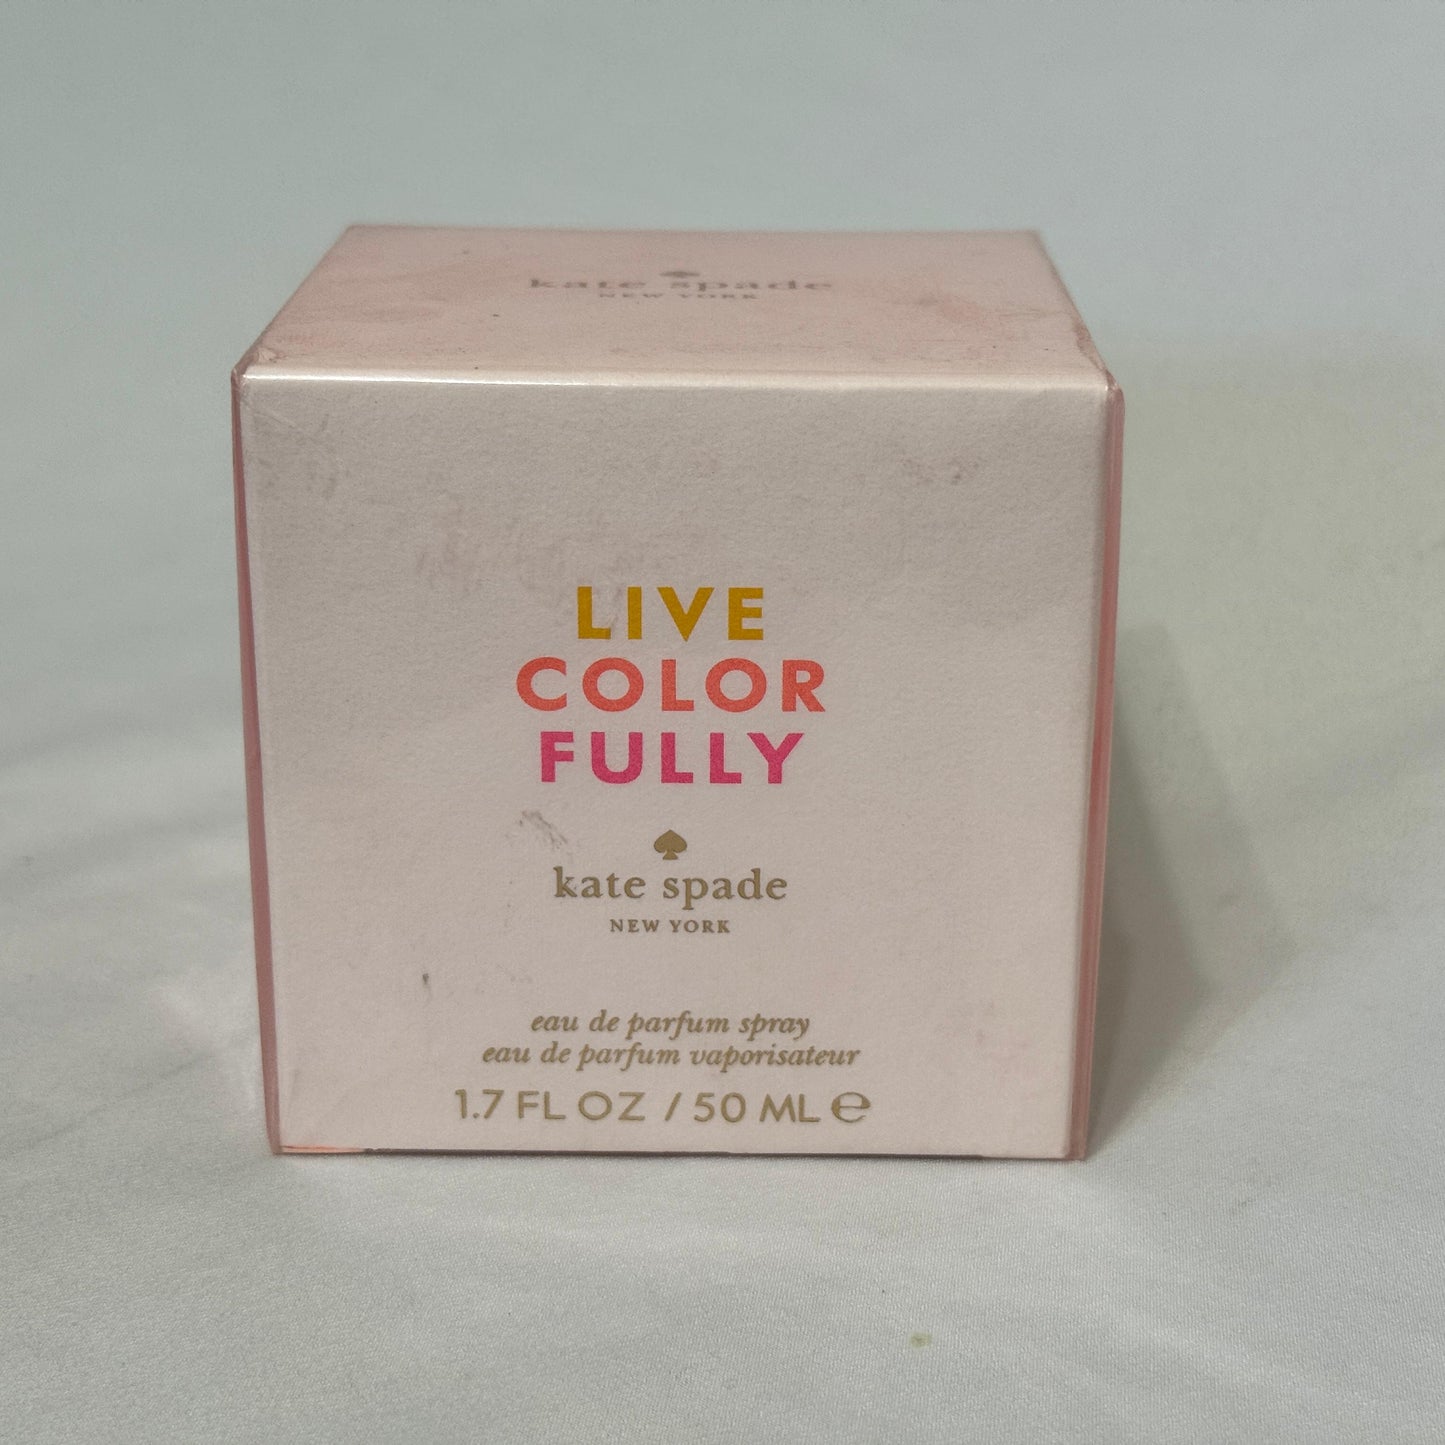 kate spade
NEW YORK
LIVE
COLOR
FULLY
kate spade
NEW YORK
eau de parfum spray
eau de parfum vaporisateur
1.7 FL OZ / 50 ML ℮